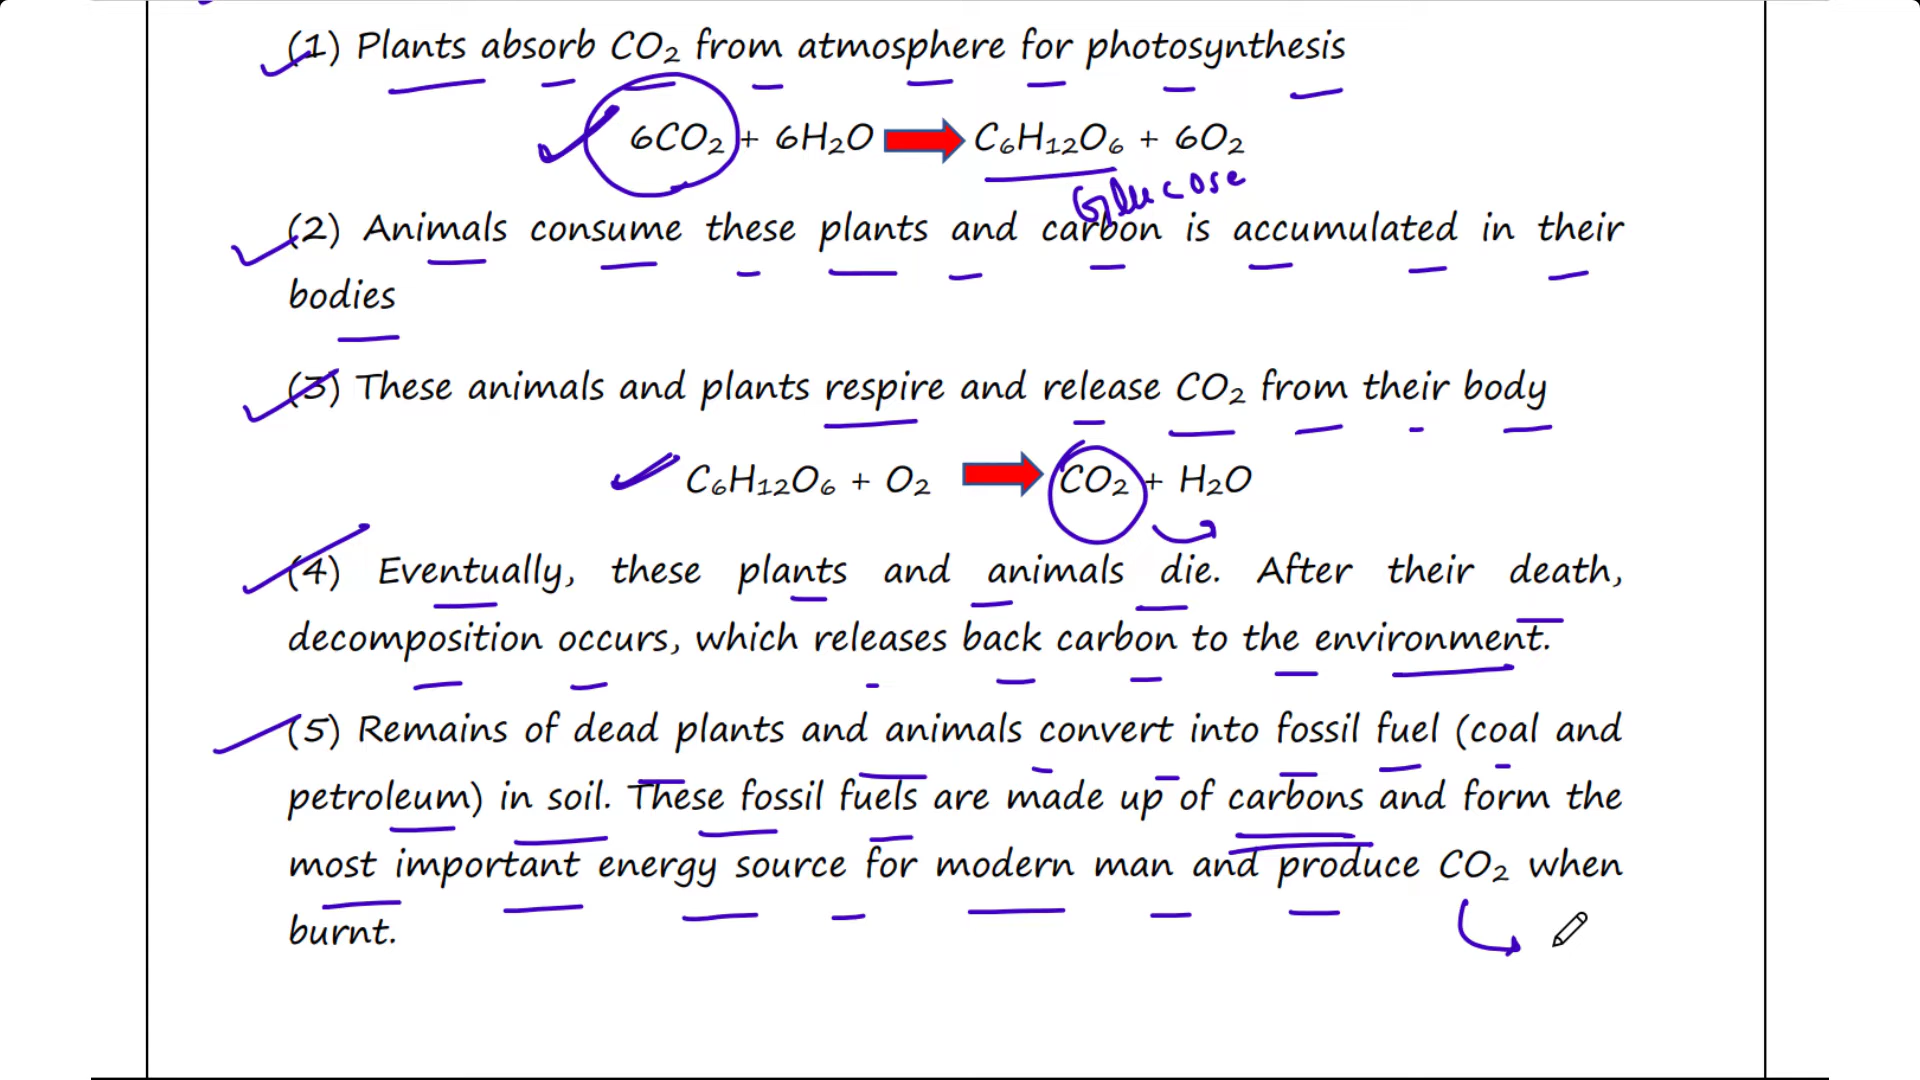 (1) Plants absorb CO₂ from atmosphere for photosynthesis
6CO₂ + 6H₂O → C₆H₁₂O₆ + 6O₂
Glucose
(2) Animals consume these plants and carbon is accumulated in their
bodies
(3) These animals and plants respire and release CO₂ from their body
C₆H₁₂O₆ + O₂ → CO₂ + H₂O
(4) Eventually, these plants and animals die. After their death,
decomposition occurs, which releases back carbon to the environment.
(5) Remains of dead plants and animals convert into fossil fuel (coal and
petroleum) in soil. These fossil fuels are made up of carbons and form the
most important energy source for modern man and produce CO₂ when
burnt.